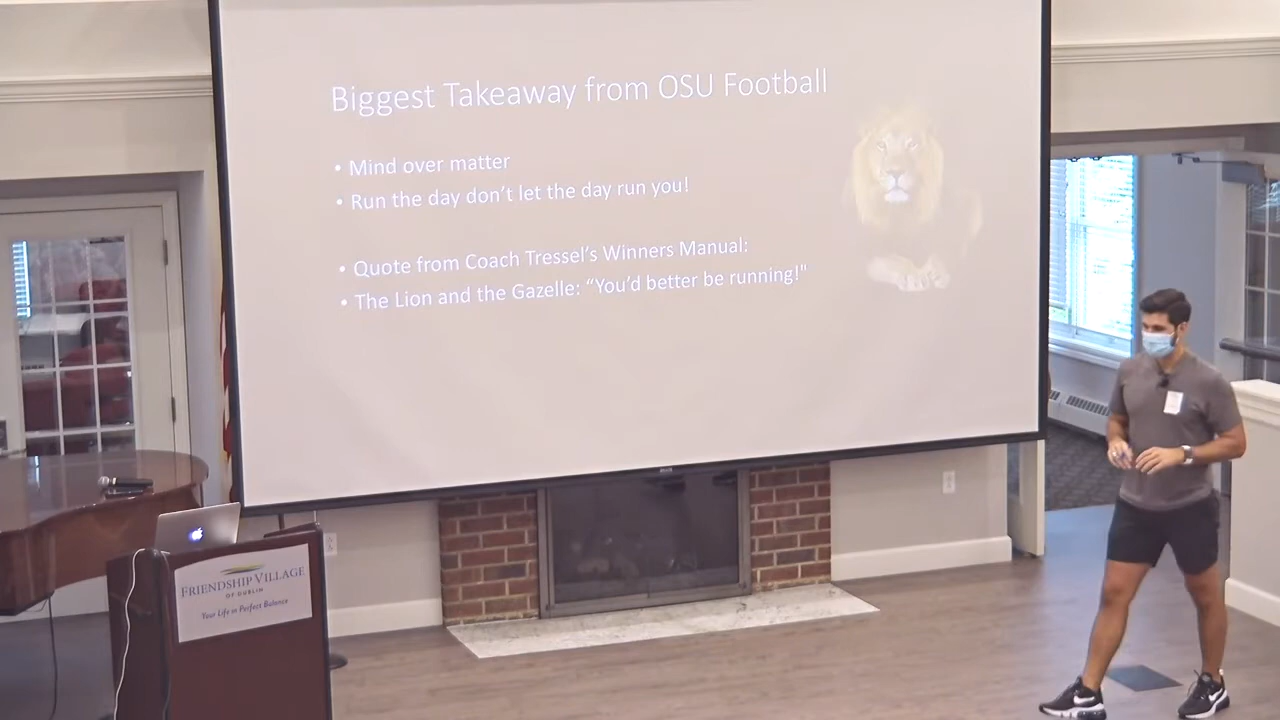 Biggest Takeaway from OSU Football
• Mind over matter
• Run the day don't let the day run you!
• Quote from Coach Tressel's Winners Manual:
• The Lion and the Gazelle: “You'd better be running!"
FRIENDSHIP VILLAGE
OF DUBLIN
Your Life in Perfect Balance